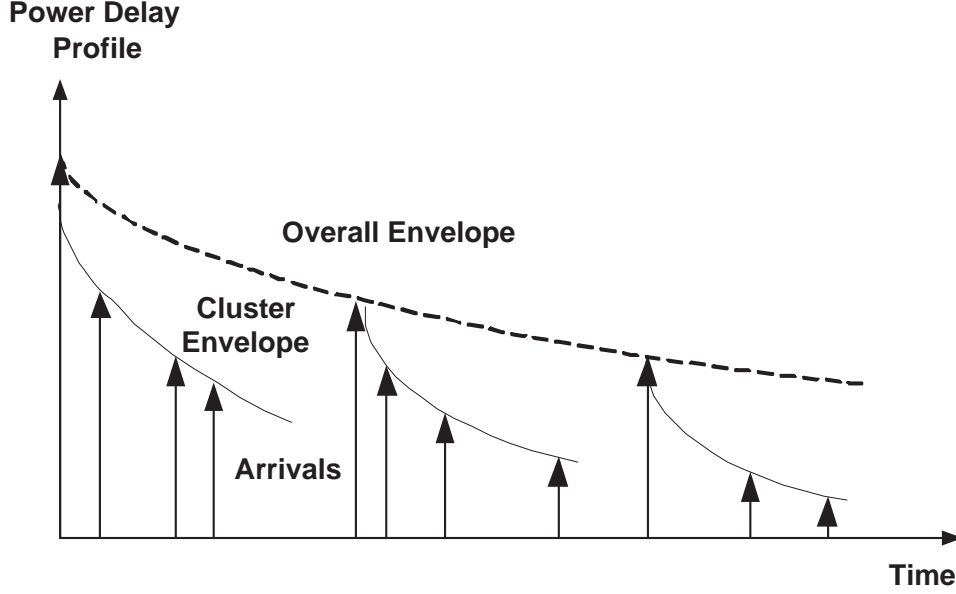 Power Delay
Profile
Overall Envelope
Cluster
Envelope
Arrivals
Time